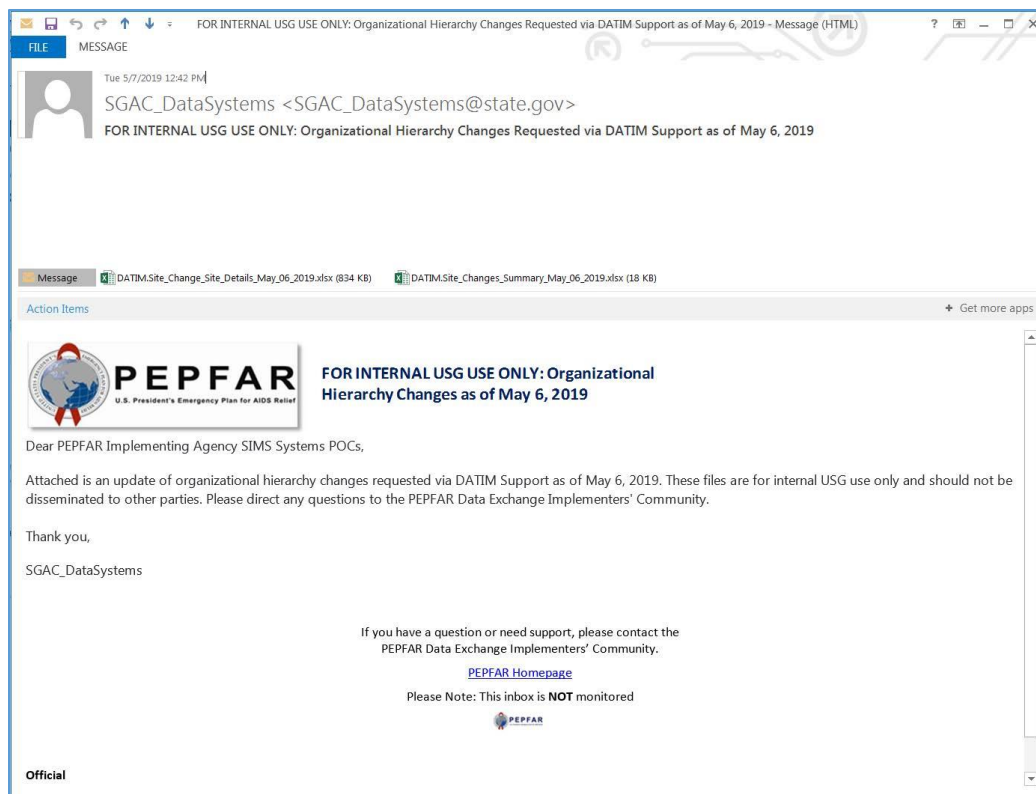 FOR INTERNAL USG USE ONLY: Organizational Hierarchy Changes Requested via DATIM Support as of May 6, 2019 - Message (HTML)
FILE MESSAGE
Tue 5/7/2019 12:42 PM
SGAC_DataSystems <SGAC_DataSystems@state.gov>
FOR INTERNAL USG USE ONLY: Organizational Hierarchy Changes Requested via DATIM Support as of May 6, 2019
Message DATIM.Site_Change_Site_Details_May_06_2019.xlsx (834 KB) DATIM.Site_Changes_Summary_May_06_2019.xlsx (18 KB)
Action Items + Get more apps
PEPFAR
U.S. President's Emergency Plan for AIDS Relief
FOR INTERNAL USG USE ONLY: Organizational
Hierarchy Changes as of May 6, 2019
Dear PEPFAR Implementing Agency SIMS Systems POCs,
Attached is an update of organizational hierarchy changes requested via DATIM Support as of May 6, 2019. These files are for internal USG use only and should not be
disseminated to other parties. Please direct any questions to the PEPFAR Data Exchange Implementers' Community.
Thank you,
SGAC_DataSystems
If you have a question or need support, please contact the
PEPFAR Data Exchange Implementers’ Community.
PEPFAR Homepage
Please Note: This inbox is NOT monitored
PEPFAR
Official